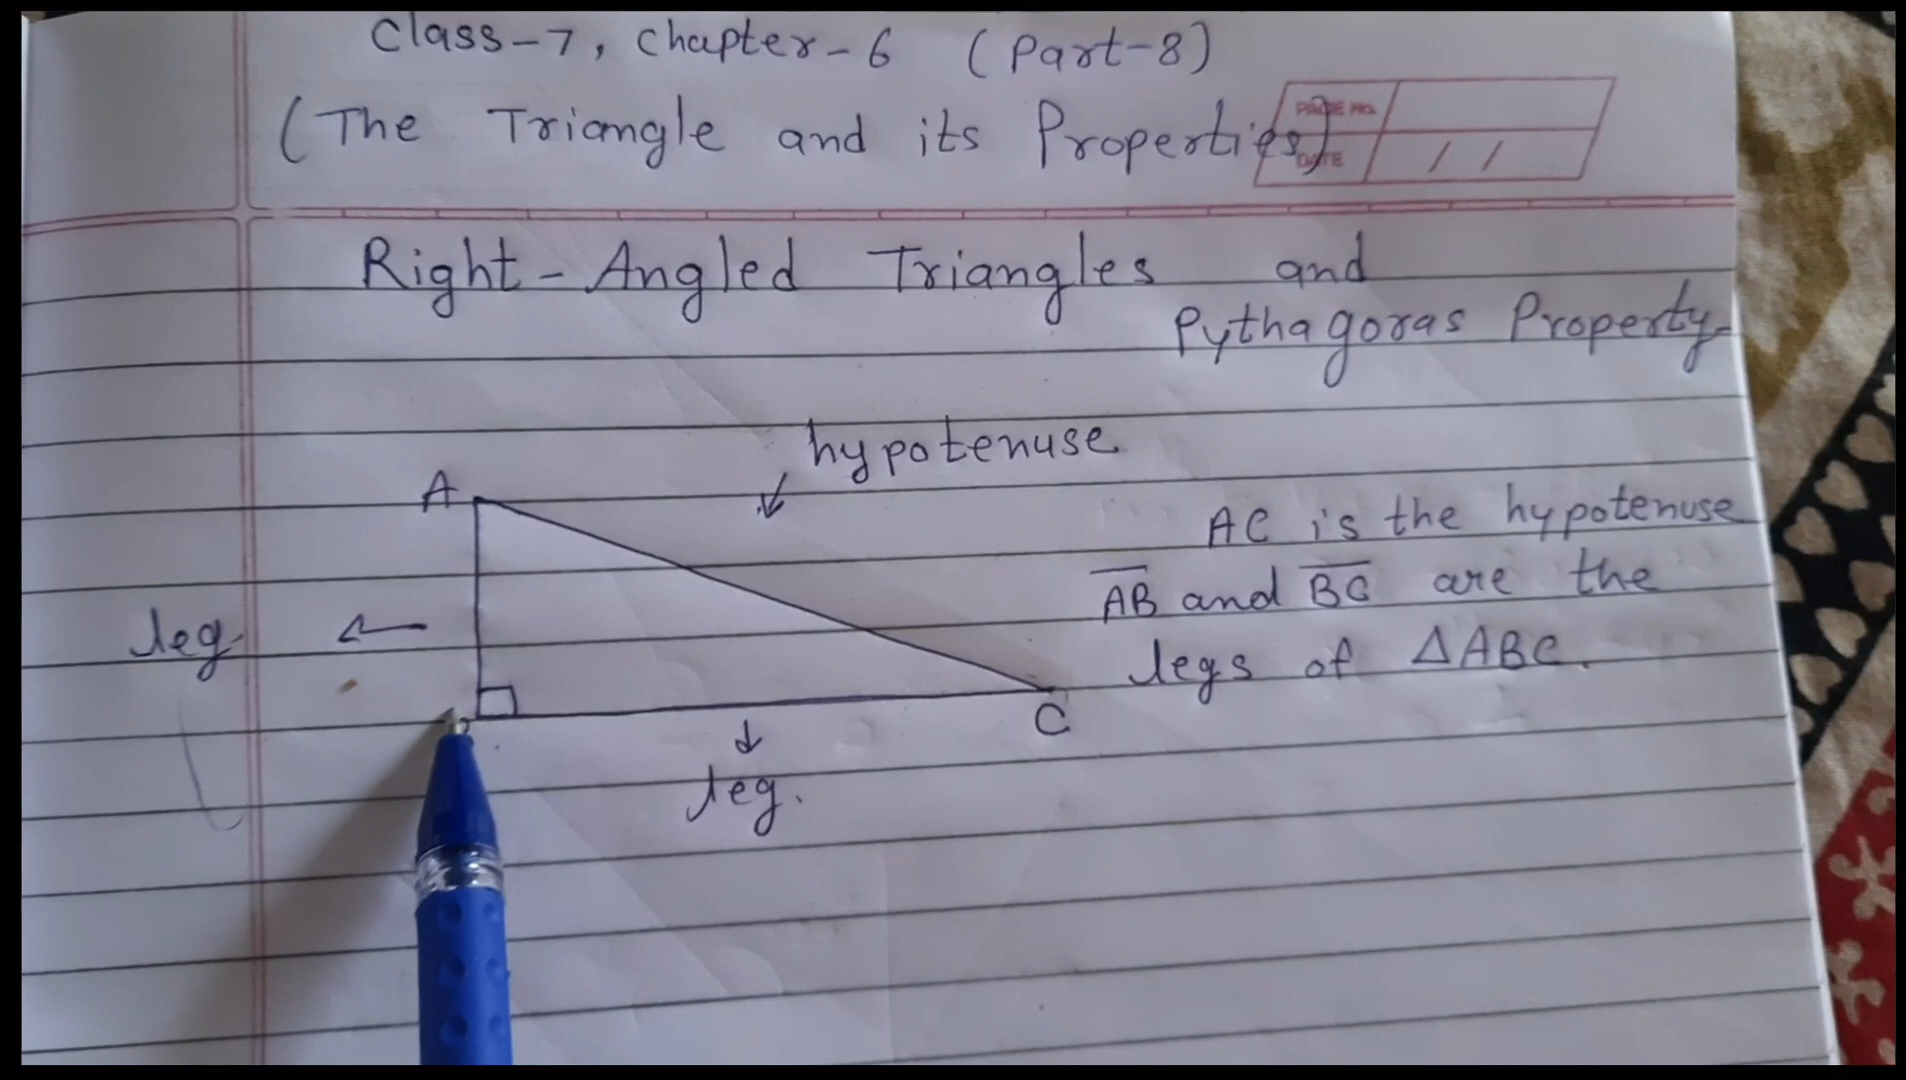 Class-7, Chapter-6 (Part-8)
(The Triangle and its Properties)
PAGE NO.
DATE / /
Right-Angled Triangles and
Pythagoras Property
hypotenuse
A
AC is the hypotenuse
AB and BC are the
leg
legs of △ABC.
C
leg.